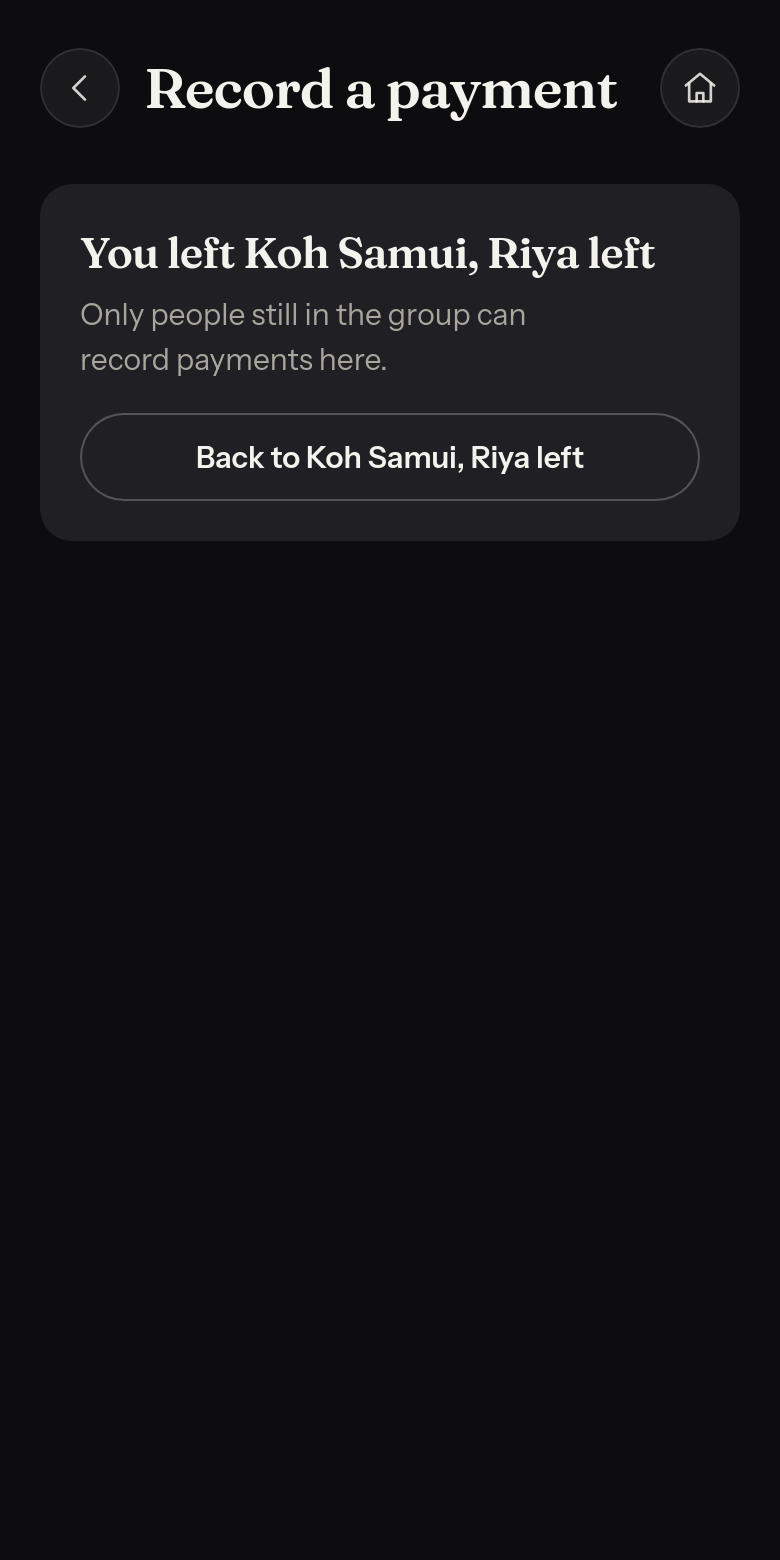 Record a payment
You left Koh Samui, Riya left
Only people still in the group can
record payments here.
Back to Koh Samui, Riya left